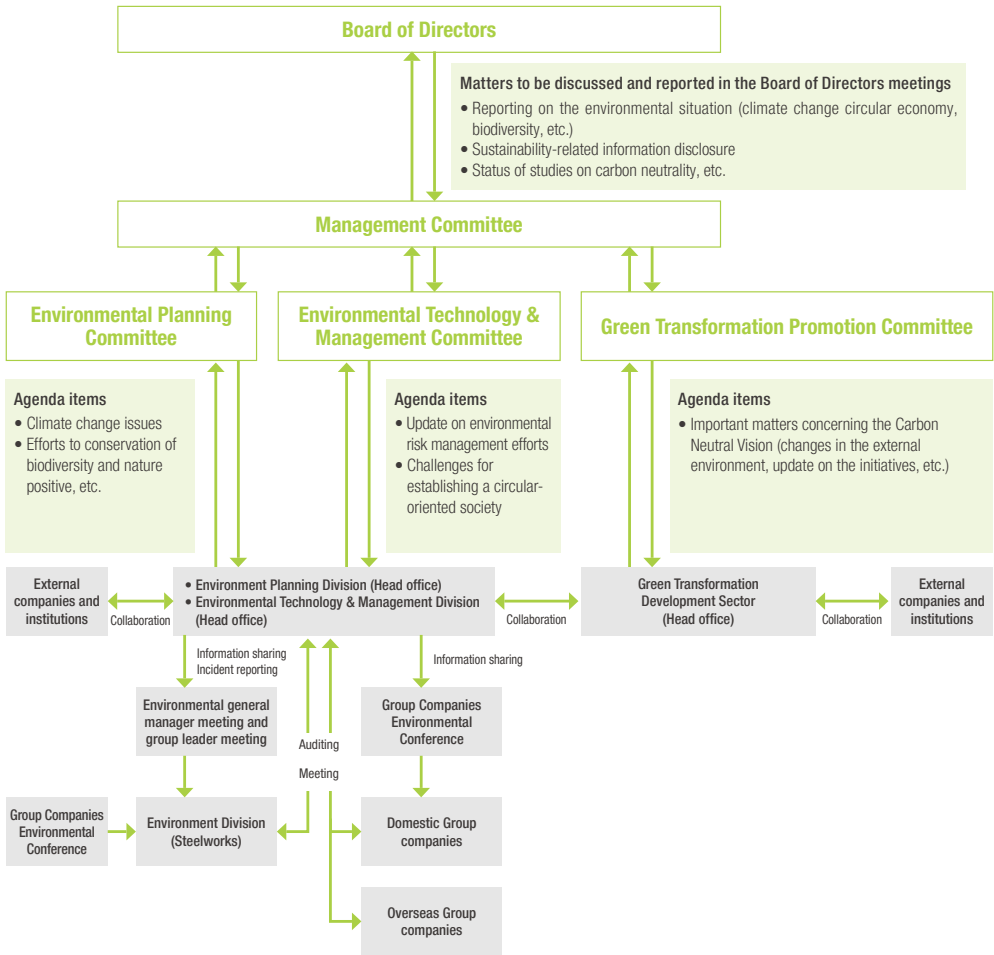 Board of Directors
Matters to be discussed and reported in the Board of Directors meetings
• Reporting on the environmental situation (climate change circular economy,
biodiversity, etc.)
• Sustainability-related information disclosure
• Status of studies on carbon neutrality, etc.
Management Committee
Environmental Planning
Committee
Environmental Technology &
Management Committee
Green Transformation Promotion Committee
Agenda items
• Climate change issues
• Efforts to conservation of
biodiversity and nature
positive, etc.
Agenda items
• Update on environmental
risk management efforts
• Challenges for
establishing a circular-
oriented society
Agenda items
• Important matters concerning the Carbon
Neutral Vision (changes in the external
environment, update on the initiatives, etc.)
External
companies and
institutions
Collaboration
• Environment Planning Division (Head office)
• Environmental Technology & Management Division
(Head office)
Collaboration
Green Transformation
Development Sector
(Head office)
Collaboration
External
companies and
institutions
Information sharing
Incident reporting
Information sharing
Environmental general
manager meeting and
group leader meeting
Auditing
Meeting
Group Companies
Environmental
Conference
Group Companies
Environmental
Conference
Environment Division
(Steelworks)
Domestic Group
companies
Overseas Group
companies